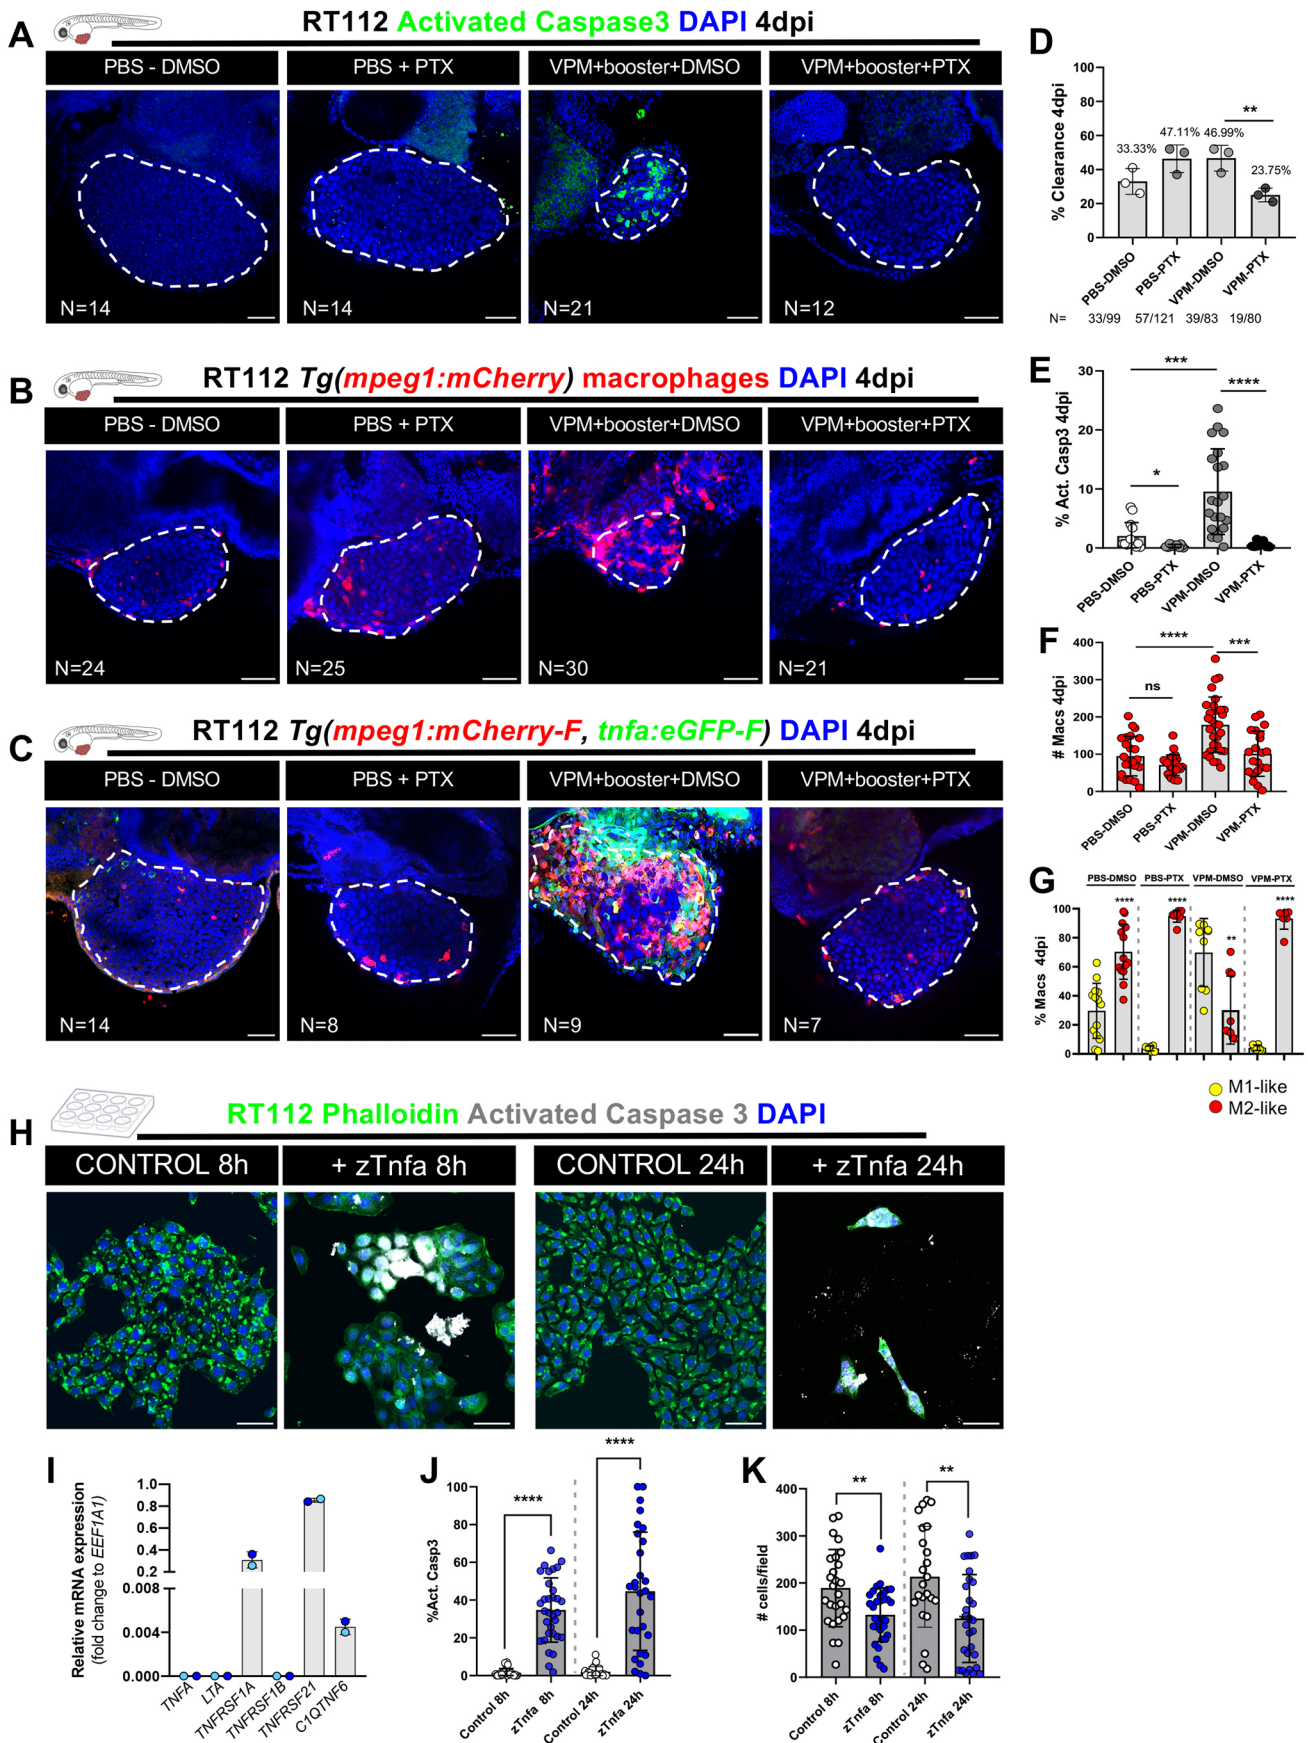 A
RT112 Activated Caspase3 DAPI 4dpi
PBS - DMSO
PBS + PTX
VPM+booster+DMSO
VPM+booster+PTX
N=14
N=14
N=21
N=12
B
RT112 Tg(mpeg1:mCherry) macrophages DAPI 4dpi
PBS - DMSO
PBS + PTX
VPM+booster+DMSO
VPM+booster+PTX
N=24
N=25
N=30
N=21
C
RT112 Tg(mpeg1:mCherry-F, tnfa:eGFP-F) DAPI 4dpi
PBS - DMSO
PBS + PTX
VPM+booster+DMSO
VPM+booster+PTX
N=14
N=8
N=9
N=7
D
% Clearance 4dpi
100
80
60
40
20
0
33.33%
47.11%
46.99%
23.75%
**
PBS-DMSO
PBS-PTX
VPM-DMSO
VPM-PTX
N= 33/99 57/121 39/83 19/80
E
% Act. Casp3 4dpi
30
20
10
0
***
****
*
PBS-DMSO
PBS-PTX
VPM-DMSO
VPM-PTX
F
# Macs 4dpi
400
300
200
100
0
****
***
ns
PBS-DMSO
PBS-PTX
VPM-DMSO
VPM-PTX
G
PBS-DMSO PBS-PTX VPM-DMSO VPM-PTX
% Macs 4dpi
100
80
60
40
20
0
****
****
**
****
M1-like
M2-like
H
RT112 Phalloidin Activated Caspase 3 DAPI
CONTROL 8h
+ zTnfa 8h
CONTROL 24h
+ zTnfa 24h
I
Relative mRNA expression
(fold change to EEF1A1)
1.0
0.8
0.6
0.4
0.2
0.008
0.004
0.000
TNFA
LTA
TNFRSF1A
TNFRSF1B
TNFRSF21
C1QTNF6
J
%Act. Casp3
100
80
60
40
20
0
****
****
Control 8h
zTnfa 8h
Control 24h
zTnfa 24h
K
# cells/field
400
300
200
100
0
**
**
Control 8h
zTnfa 8h
Control 24h
zTnfa 24h